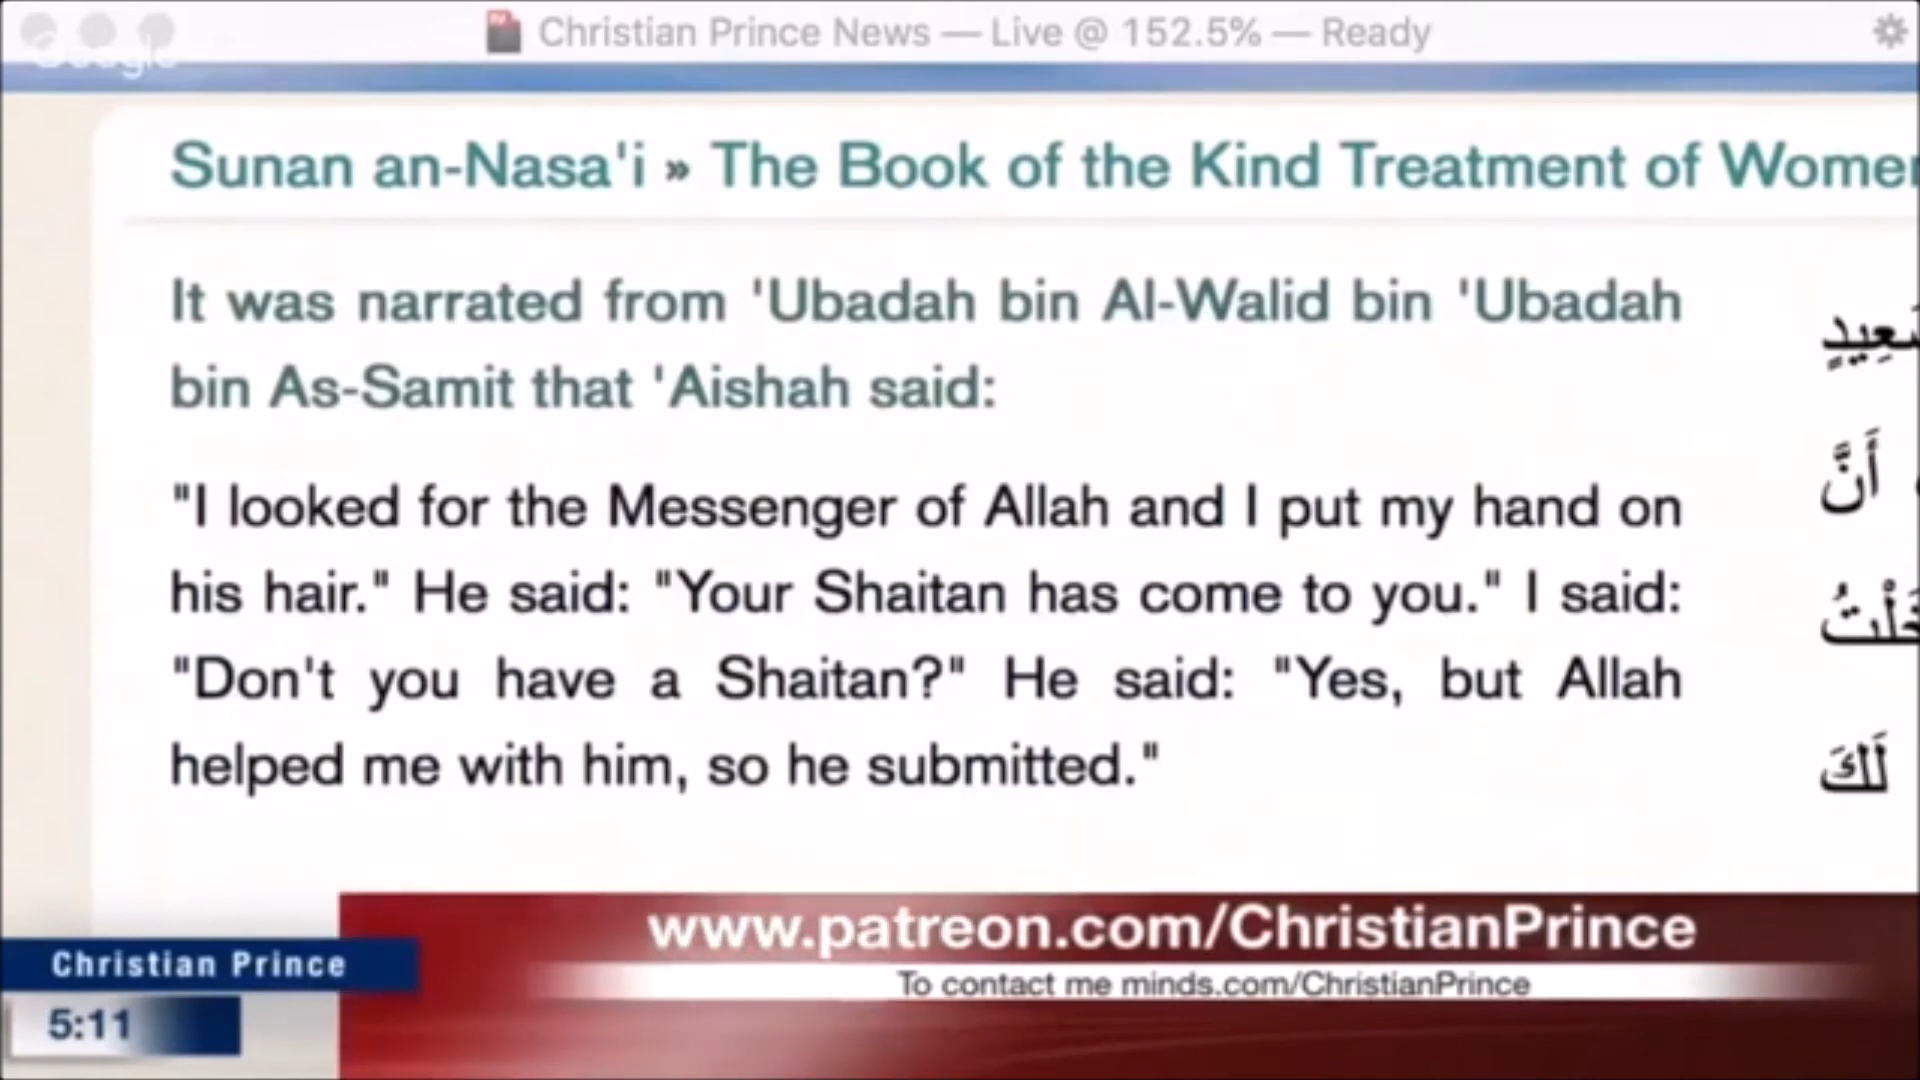 Christian Prince News — Live @ 152.5% — Ready
Google
Sunan an-Nasa'i » The Book of the Kind Treatment of Women
It was narrated from 'Ubadah bin Al-Walid bin 'Ubadah
bin As-Samit that 'Aishah said:
"I looked for the Messenger of Allah and I put my hand on
his hair." He said: "Your Shaitan has come to you." I said:
"Don't you have a Shaitan?" He said: "Yes, but Allah
helped me with him, so he submitted."
أَنَّ
لَكَ
www.patreon.com/ChristianPrince
To contact me minds.com/ChristianPrince
Christian Prince
5:11